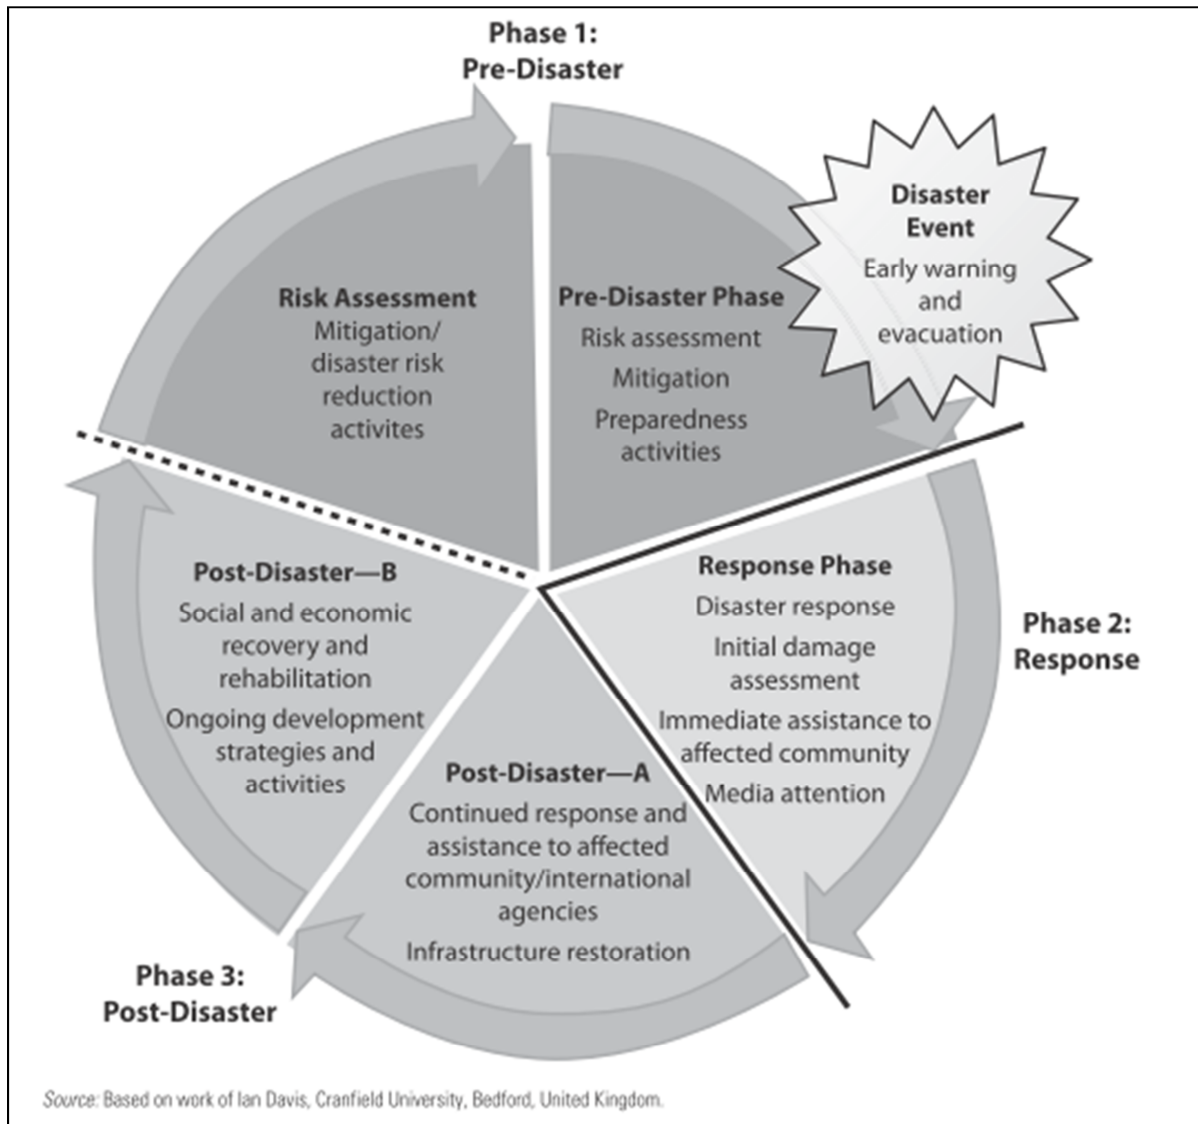 Phase 1:
Pre-Disaster
Disaster
Event
Early warning
and
evacuation
Risk Assessment
Mitigation/
disaster risk
reduction
activites
Pre-Disaster Phase
Risk assessment
Mitigation
Preparedness
activities
Response Phase
Disaster response
Initial damage
assessment
Immediate assistance to
affected community
Media attention
Phase 2:
Response
Post-Disaster—B
Social and economic
recovery and
rehabilitation
Ongoing development
strategies and
activities
Post-Disaster—A
Continued response and
assistance to affected
community/international
agencies
Infrastructure restoration
Phase 3:
Post-Disaster
Source: Based on work of Ian Davis, Cranfield University, Bedford, United Kingdom.